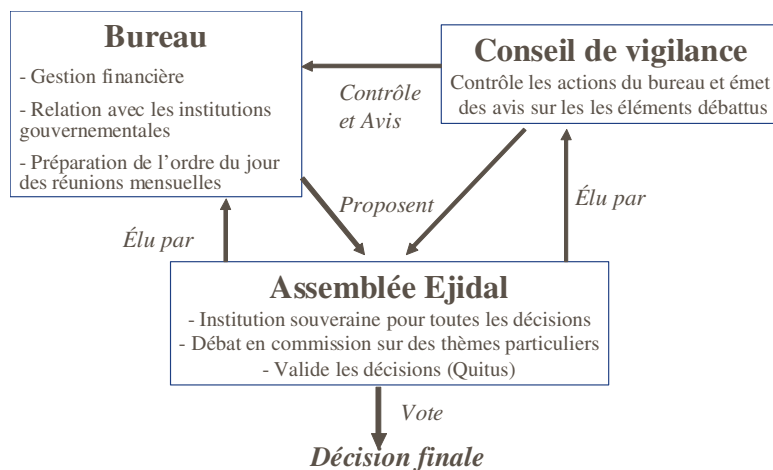 Bureau
- Gestion financière
- Relation avec les institutions
gouvernementales
- Préparation de l'ordre du jour
des réunions mensuelles
Conseil de vigilance
Contrôle les actions du bureau et émet
des avis sur les les éléments débattus
Contrôle
et Avis
Proposent
Élu par
Élu par
Assemblée Ejidal
- Institution souveraine pour toutes les décisions
- Débat en commission sur des thèmes particuliers
- Valide les décisions (Quitus)
Vote
Décision finale